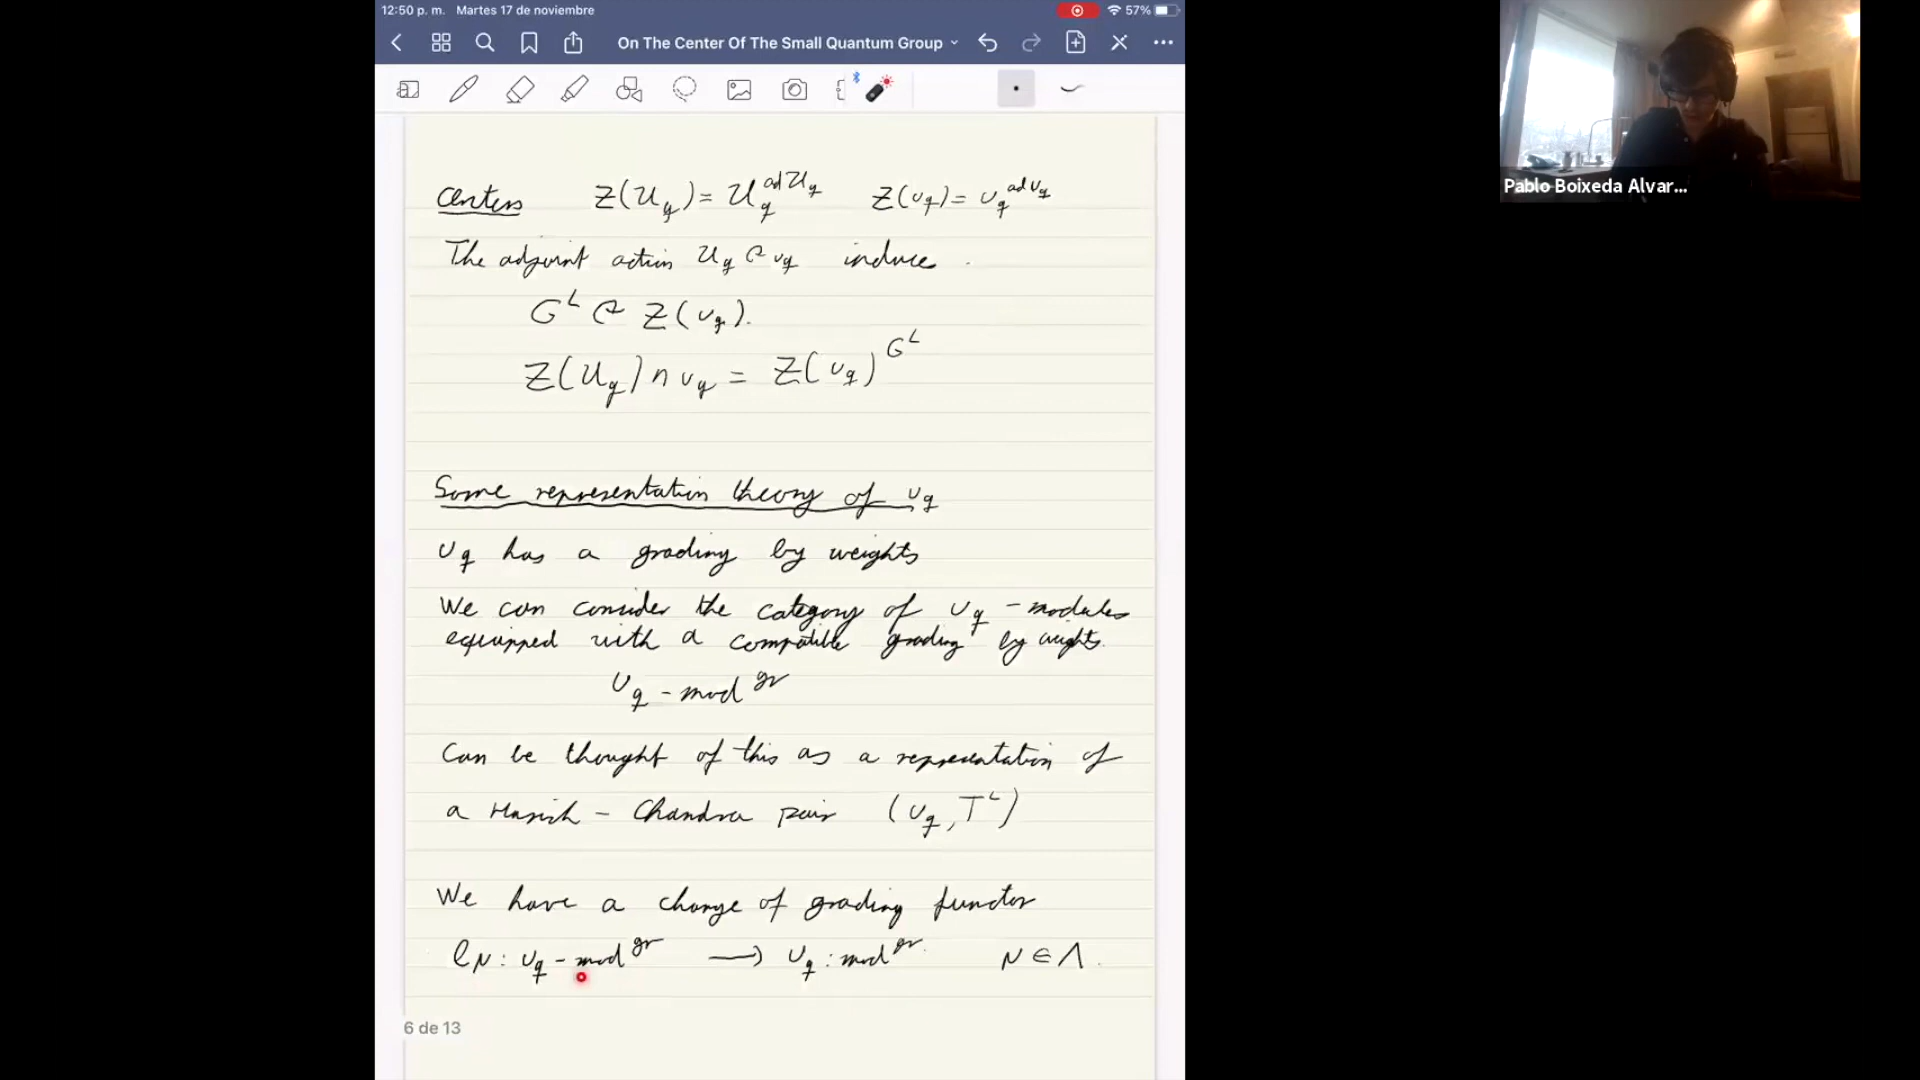 12:50 p. m. Martes 17 de noviembre 57%
On The Center Of The Small Quantum Group
Pablo Boixeda Alvar...
Centers Z(U_q) = U_q^{ad U_q} Z(u_q) = u_q^{ad u_q}
The adjoint action U_q ↷ u_q induce
G^L ↷ Z(u_q).
Z(U_q) ∩ u_q = Z(u_q)^{G^L}
Some representation theory of u_q
u_q has a grading by weights
We can consider the category of u_q - modules
equipped with a compatible grading by weights.
u_q - mod^{gr}
Can be thought of this as a representation of
a Harish - Chandra pair (u_q, T^L)
We have a change of grading functor
: u_q - mod^{gr} ⟶ u_q : mod^{gr}. ∈ Λ.
6 de 13